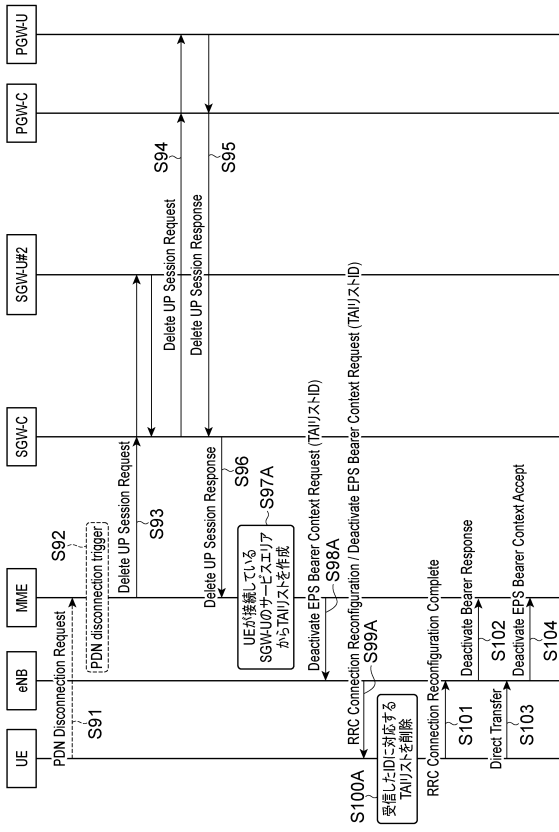 UE
eNB
MME
SGW-C
SGW-U#2
PGW-C
PGW-U
PDN Disconnection Request
S91
S92
PDN disconnection trigger
Delete UP Session Request
S93
Delete UP Session Request
S94
Delete UP Session Response
S95
Delete UP Session Response
S96
S97A
UEが接続している
SGW-Uのサービスエリア
からTAIリストを作成
Deactivate EPS Bearer Context Request (TAIリストID)
S98A
RRC Connection Reconfiguration / Deactivate EPS Bearer Context Request (TAIリストID)
S99A
S100A
受信したIDに対応する
TAIリストを削除
RRC Connection Reconfiguration Complete
S101
Deactivate Bearer Response
S102
Direct Transfer
S103
Deactivate EPS Bearer Context Accept
S104